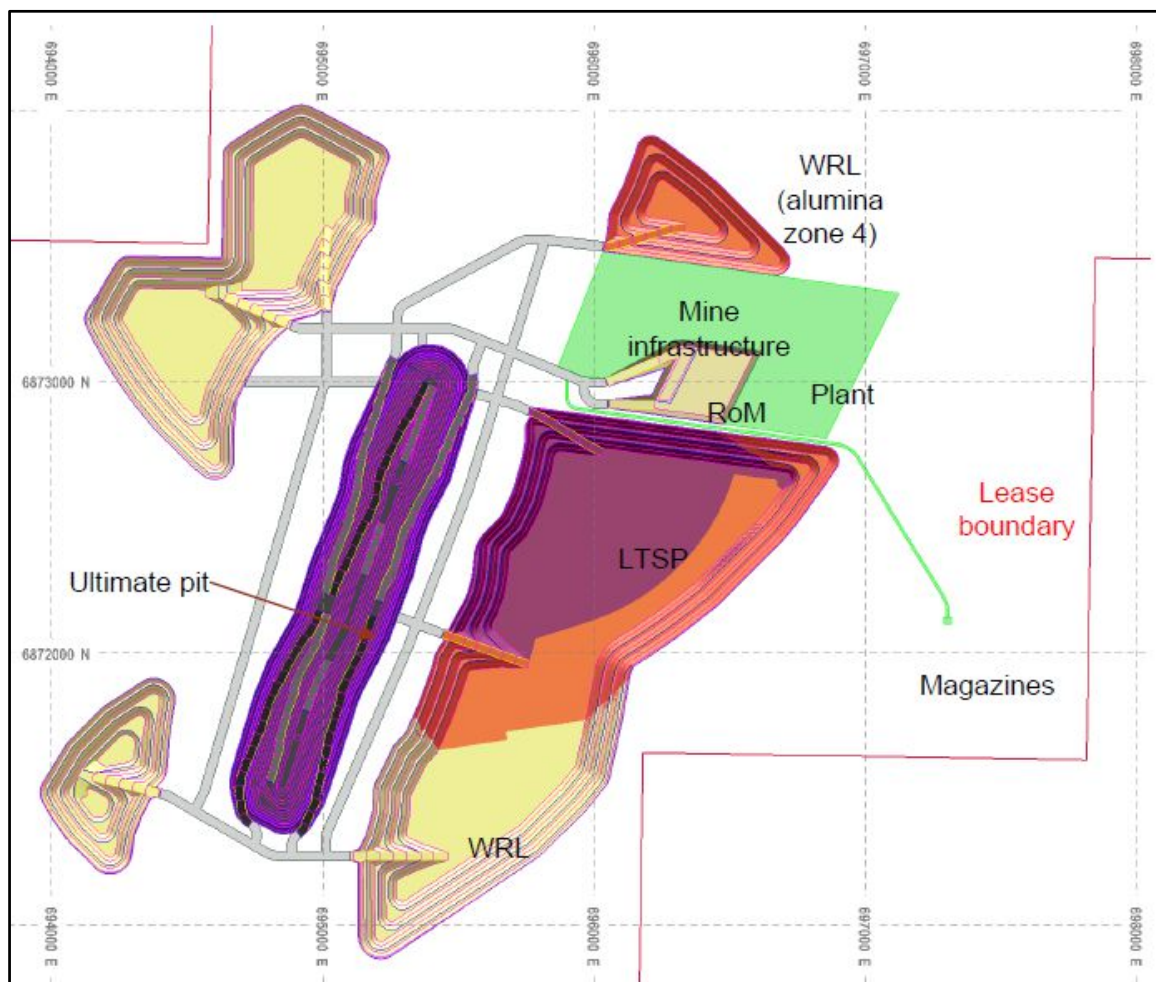 694000 E
695000 E
696000 E
697000 E
698000 E
WRL
(alumina
zone 4)
Mine
infrastructure
6873000 N
Plant
RoM
Lease
boundary
LTSP
Ultimate pit
6872000 N
Magazines
WRL
694000 E
695000 E
696000 E
697000 E
698000 E